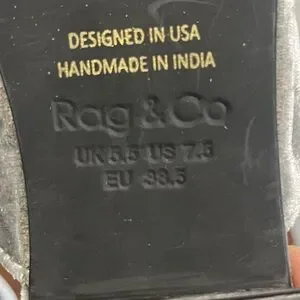 DESIGNED IN USA
HANDMADE IN INDIA
Rag & Co
UK 5.5 US 7.5
EU 38.5